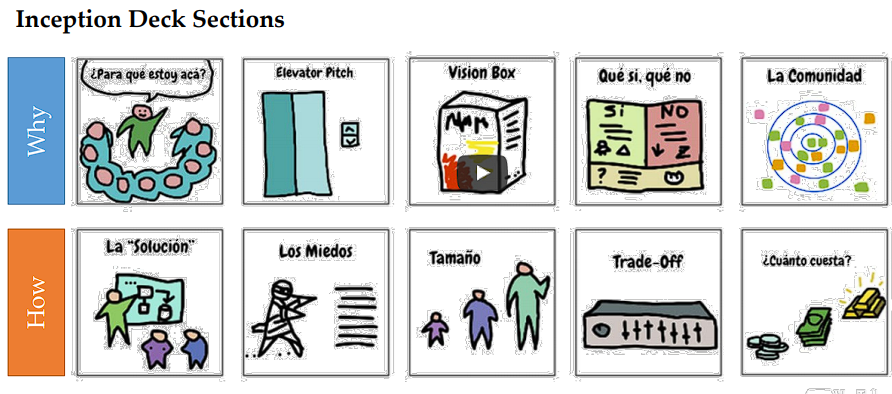 Inception Deck Sections
Why
¿Para qué estoy acá?
Elevator Pitch
Vision Box
Qué si, qué no
Si
NO
?
La Comunidad
How
La "Solución"
Los Miedos
Tamaño
Trade-Off
¿Cuánto cuesta?